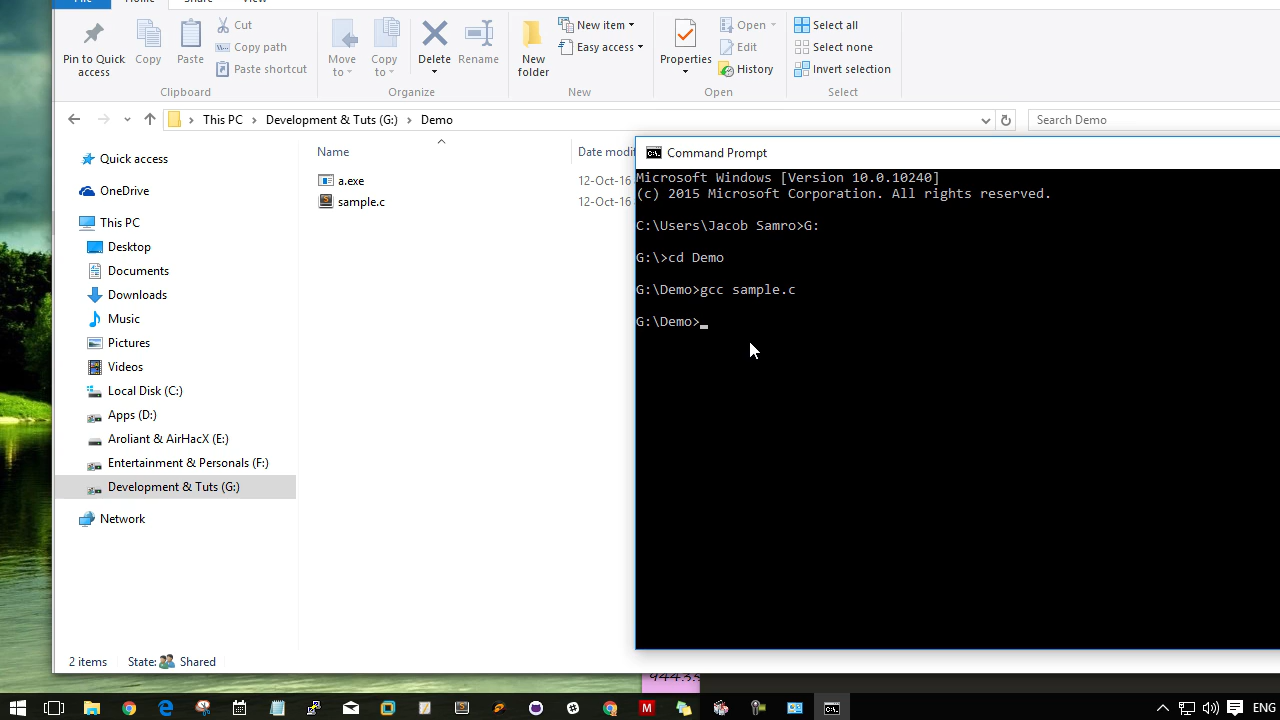 File Home Share View
Pin to Quick
access
Copy
Paste
Cut
Copy path
Paste shortcut
Clipboard
Move
to
Copy
to
Delete
Rename
Organize
New
folder
New item
Easy access
New
Properties
Open
Edit
History
Open
Select all
Select none
Invert selection
Select
This PC > Development & Tuts (G:) > Demo
Search Demo
Quick access
OneDrive
This PC
Desktop
Documents
Downloads
Music
Pictures
Videos
Local Disk (C:)
Apps (D:)
Aroliant & AirHacX (E:)
Entertainment & Personals (F:)
Development & Tuts (G:)
Network
Name Date modi
a.exe 12-Oct-16
sample.c 12-Oct-16
2 items State: Shared
Command Prompt
Microsoft Windows [Version 10.0.10240]
(c) 2015 Microsoft Corporation. All rights reserved.
C:\Users\Jacob Samro>G:
G:\>cd Demo
G:\Demo>gcc sample.c
G:\Demo>
ENG